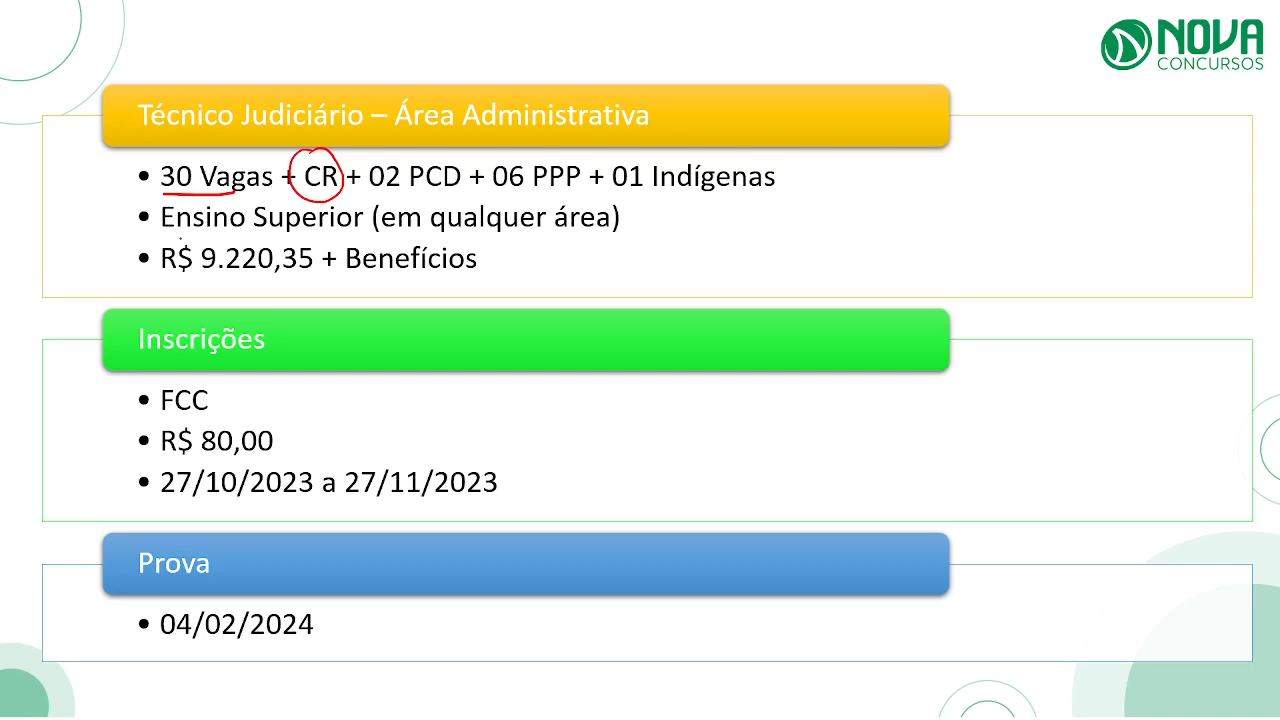 NOVA
CONCURSOS
Técnico Judiciário – Área Administrativa
• 30 Vagas + CR + 02 PCD + 06 PPP + 01 Indígenas
• Ensino Superior (em qualquer área)
• R$ 9.220,35 + Benefícios
Inscrições
• FCC
• R$ 80,00
• 27/10/2023 a 27/11/2023
Prova
• 04/02/2024